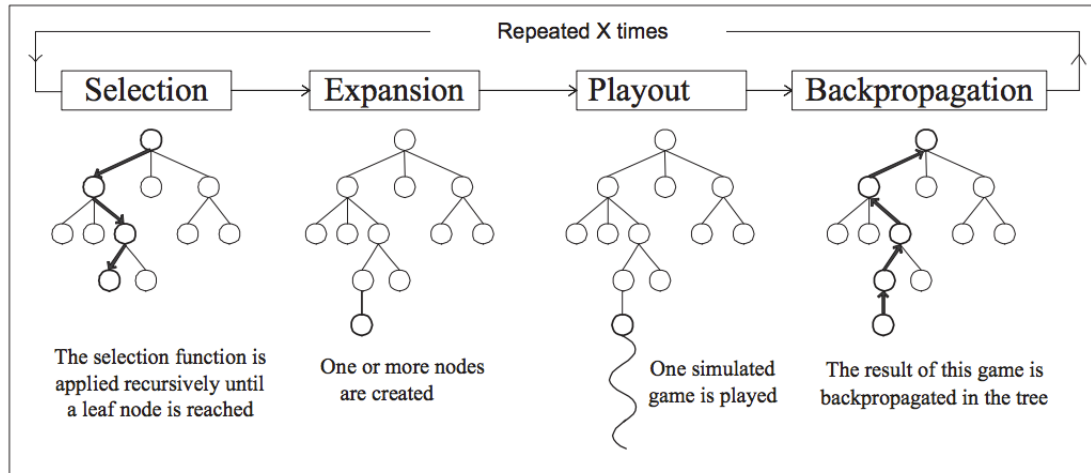 Repeated X times
Selection
Expansion
Playout
Backpropagation
The selection function is
applied recursively until
a leaf node is reached
One or more nodes
are created
One simulated
game is played
The result of this game is
backpropagated in the tree